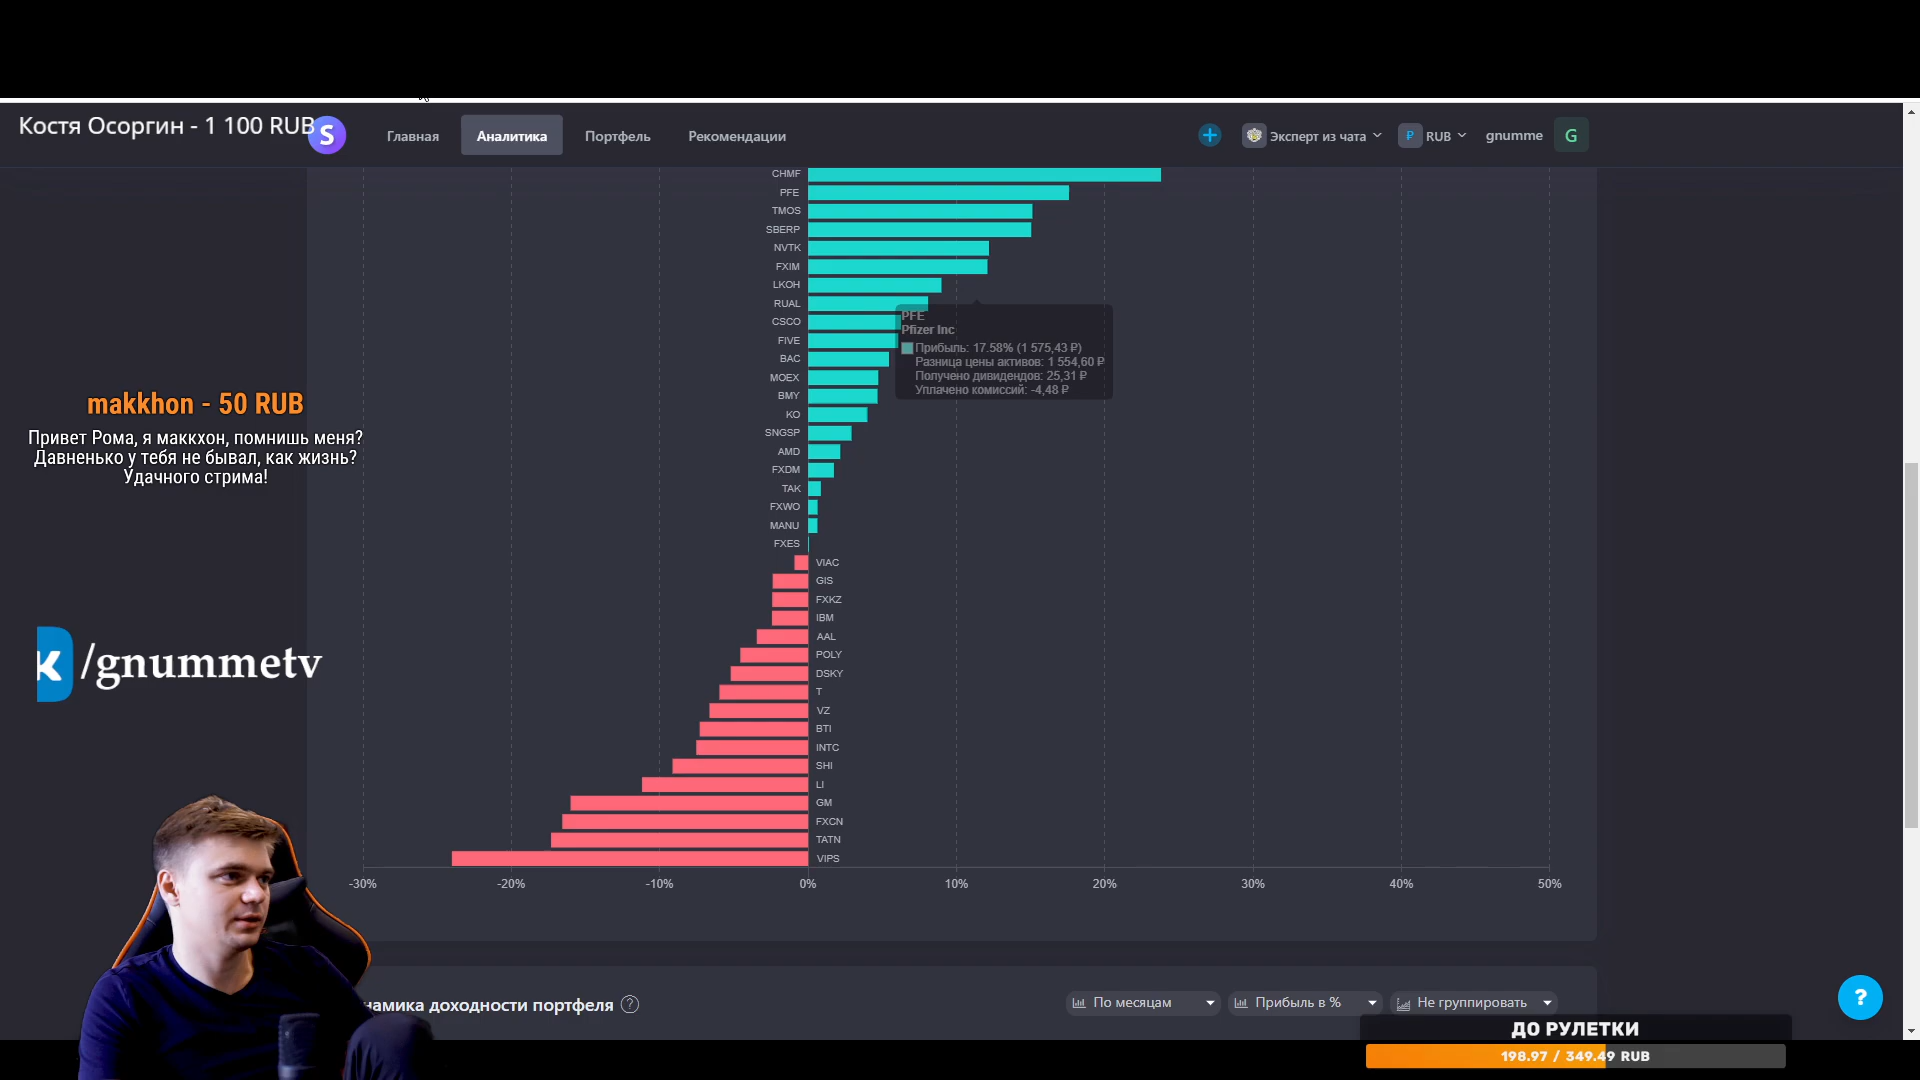 Костя Осоргин - 1 100 RUB
S
Главная
Аналитика
Портфель
Рекомендации
Эксперт из чата
₽ RUB
gnumme
G
CHMF
PFE
TMOS
SBERP
NVTK
FXIM
LKOH
RUAL
CSCO
FIVE
BAC
MOEX
BMY
KO
SNGSP
AMD
FXDM
TAK
FXWO
MANU
FXES
PFE
Pfizer Inc
Прибыль: 17.58% (1 575,43 ₽)
Разница цены активов: 1 554,60 ₽
Получено дивидендов: 25,31 ₽
Уплачено комиссий: -4,48 ₽
VIAC
GIS
FXKZ
IBM
AAL
POLY
DSKY
T
VZ
BTI
INTC
SHI
LI
GM
FXCN
TATN
VIPS
-30%
-20%
-10%
0%
10%
20%
30%
40%
50%
makkhon - 50 RUB
Привет Рома, я маккхон, помнишь меня?
Давненько у тебя не бывал, как жизнь?
Удачного стрима!
к /gnummetv
намика доходности портфеля ?
По месяцам
Прибыль в %
Не группировать
?
ДО РУЛЕТКИ
198.97 / 349.49 RUB